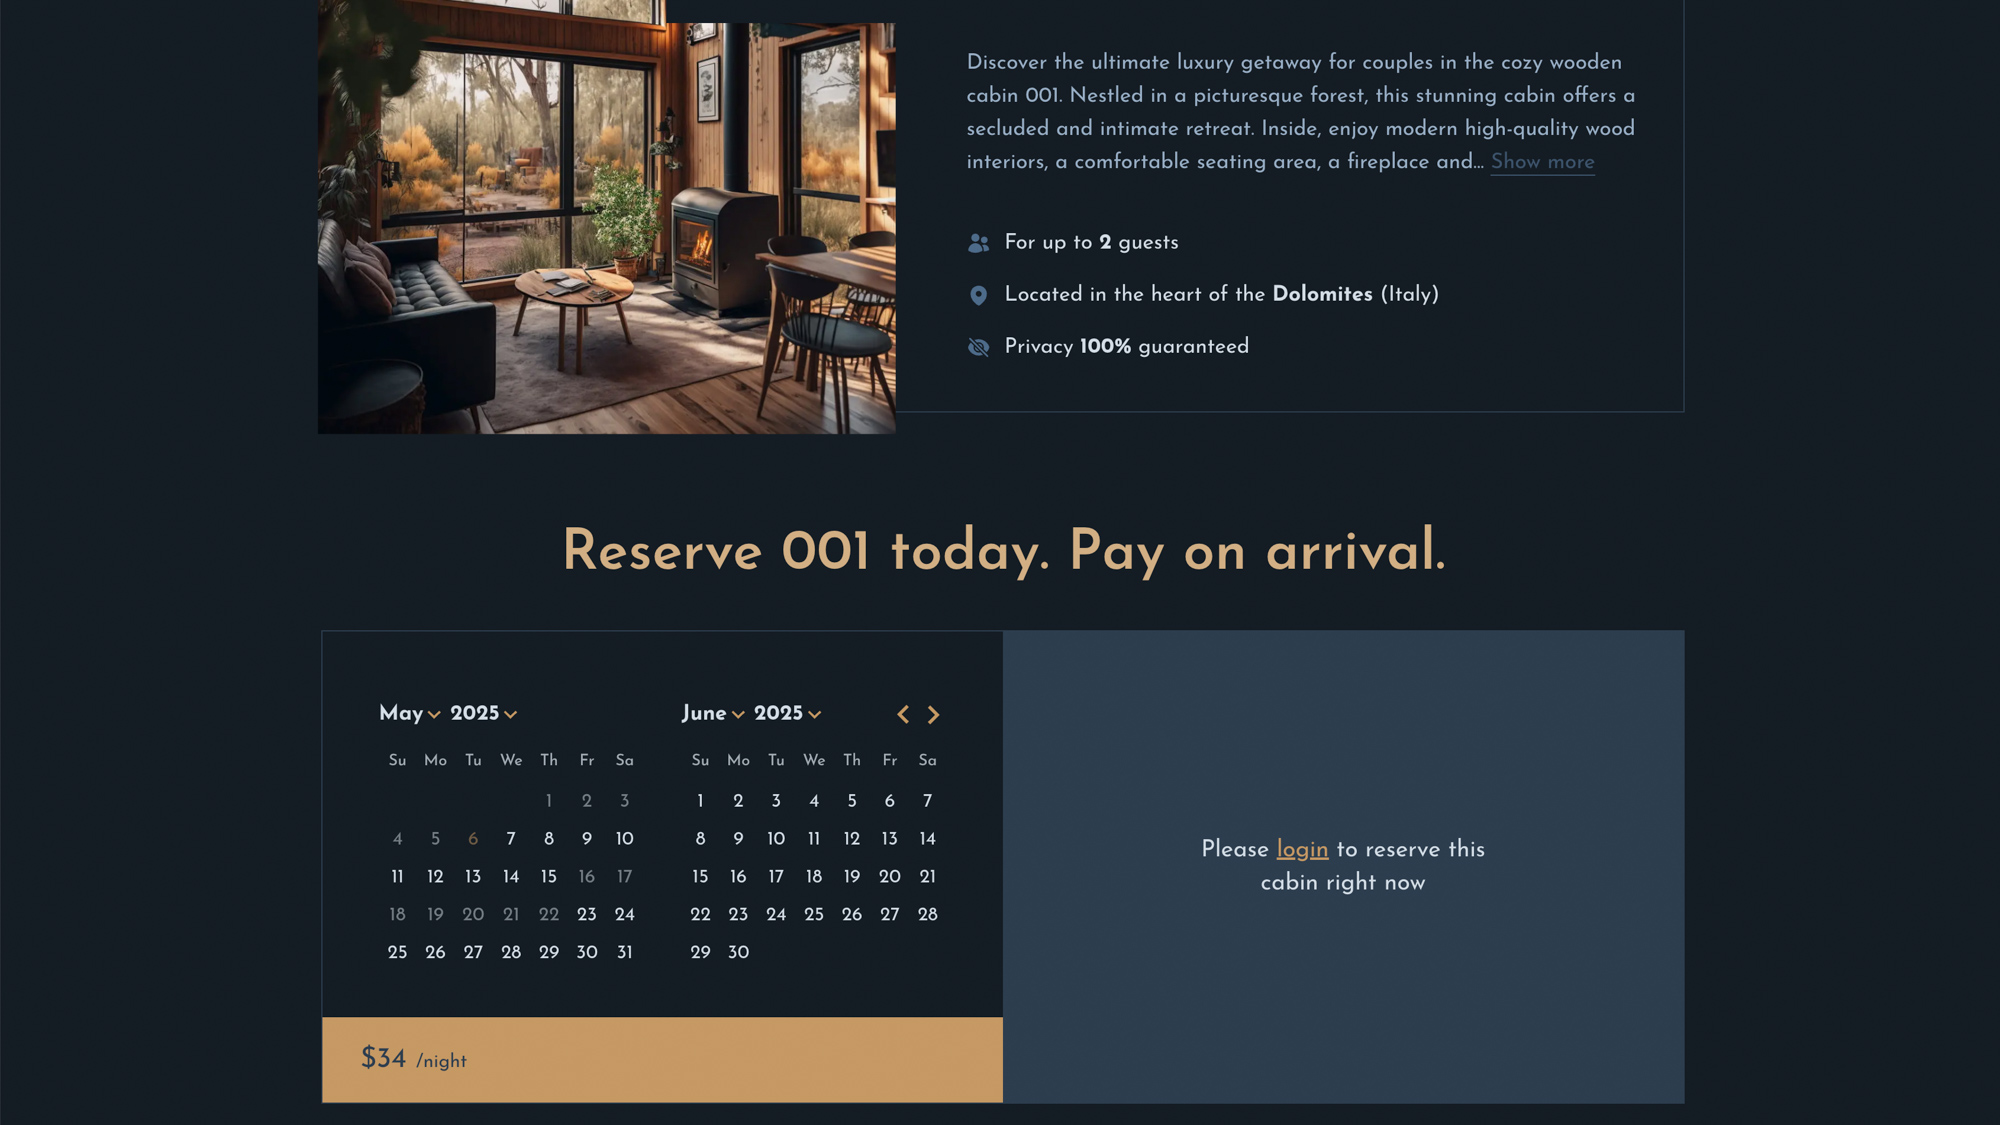 Discover the ultimate luxury getaway for couples in the cozy wooden
cabin 001. Nestled in a picturesque forest, this stunning cabin offers a
secluded and intimate retreat. Inside, enjoy modern high-quality wood
interiors, a comfortable seating area, a fireplace and... Show more
For up to 2 guests
Located in the heart of the Dolomites (Italy)
Privacy 100% guaranteed
Reserve 001 today. Pay on arrival.
May 2025
Su Mo Tu We Th Fr Sa
1 2 3
4 5 6 7 8 9 10
11 12 13 14 15 16 17
18 19 20 21 22 23 24
25 26 27 28 29 30 31
June 2025
Su Mo Tu We Th Fr Sa
1 2 3 4 5 6 7
8 9 10 11 12 13 14
15 16 17 18 19 20 21
22 23 24 25 26 27 28
29 30
$34 /night
Please login to reserve this
cabin right now